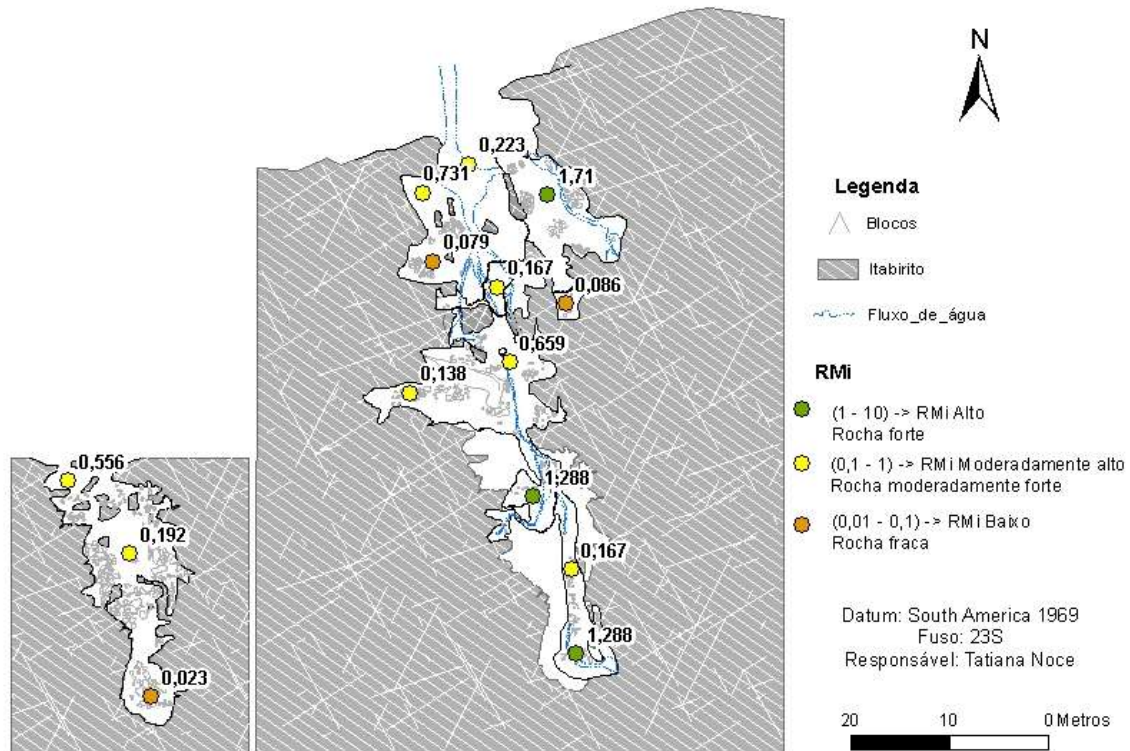 N
0,223
0,731
1,71
0,079
0,167
0,086
0,659
0,138
1,288
0,167
1,288
0,556
0,192
0,023
Legenda
Blocos
Itabirito
Fluxo_de_água
RMi
(1 - 10) -> RMi Alto
Rocha forte
(0,1 - 1) -> RMi Moderadamente alto
Rocha moderadamente forte
(0,01 - 0,1) -> RMi Baixo
Rocha fraca
Datum: South America 1969
Fuso: 23S
Responsável: Tatiana Noce
20 10 0 Metros